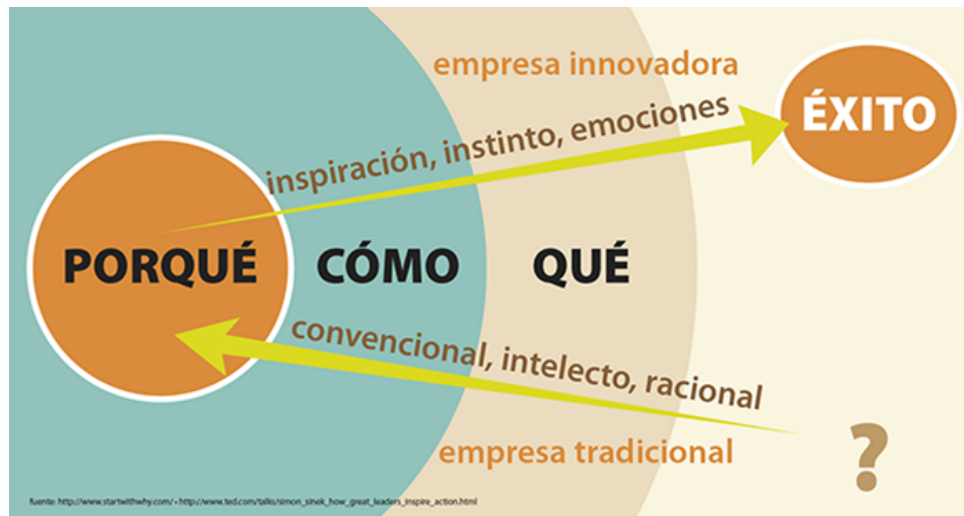 empresa innovadora
ÉXITO
inspiración, instinto, emociones
PORQUÉ
CÓMO
QUÉ
convencional, intelecto, racional
empresa tradicional
?
fuente: http://www.startwithwhy.com/ • http://www.ted.com/talks/simon_sinek_how_great_leaders_inspire_action.html